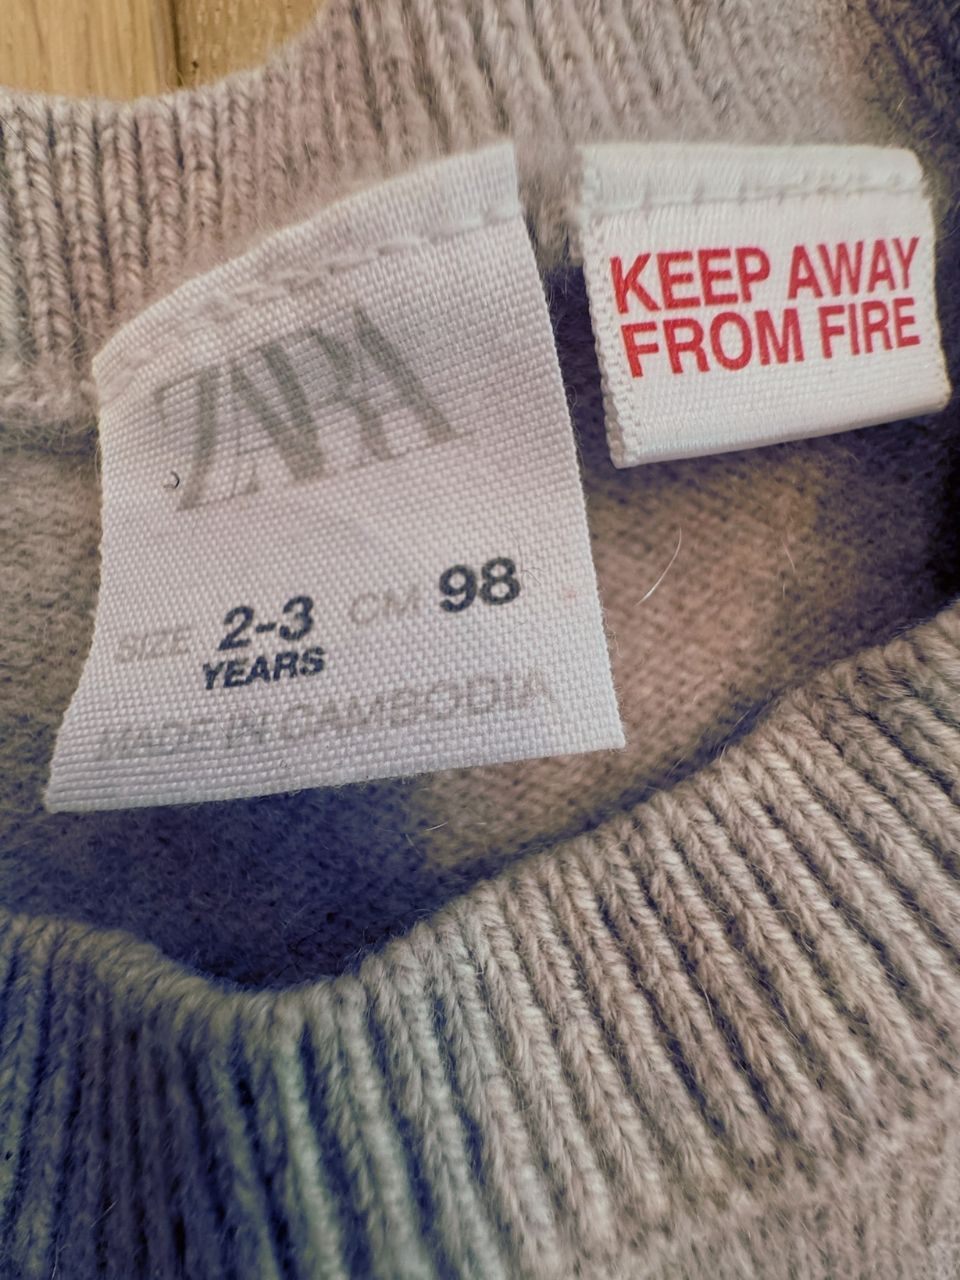 ZARA
SIZE 2-3 CM 98
YEARS
MADE IN CAMBODIA
KEEP AWAY
FROM FIRE